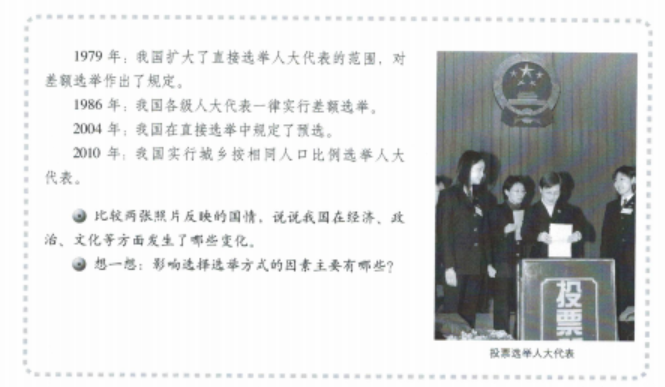 1979 年：我国扩大了直接选举人大代表的范围，对
差额选举作出了规定。
1986 年：我国各级人大代表一律实行差额选举。
2004 年：我国在直接选举中规定了预选。
2010 年：我国实行城乡按相同人口比例选举人大
代表。
比较两张照片反映的国情，说说我国在经济、政
治、文化等方面发生了哪些变化。
想一想：影响选择选举方式的因素主要有哪些？
投票
投票选举人大代表